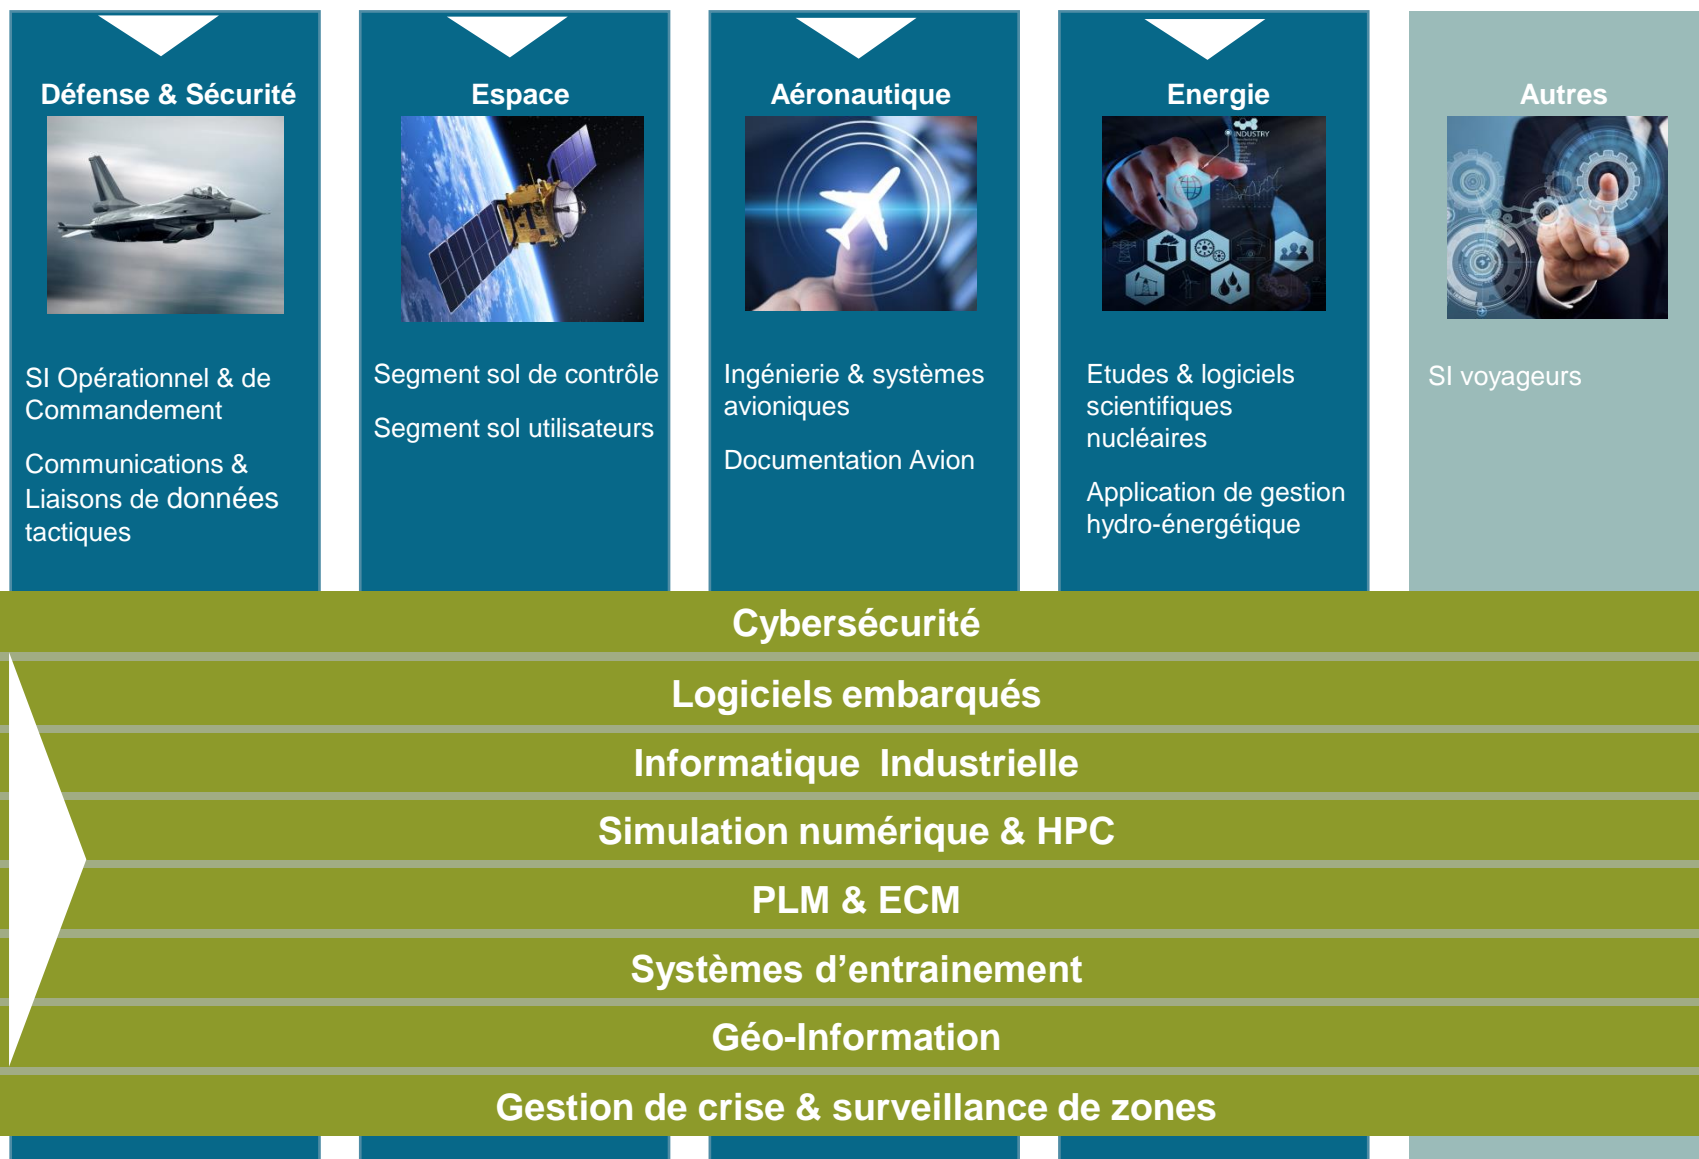 Défense & Sécurité
SI Opérationnel & de
Commandement
Communications &
Liaisons de données
tactiques
Espace
Segment sol de contrôle
Segment sol utilisateurs
Aéronautique
Ingénierie & systèmes
avioniques
Documentation Avion
Energie
INDUSTRY
Etudes & logiciels
scientifiques
nucléaires
Application de gestion
hydro-énergétique
Autres
SI voyageurs
Cybersécurité
Logiciels embarqués
Informatique Industrielle
Simulation numérique & HPC
PLM & ECM
Systèmes d’entrainement
Géo-Information
Gestion de crise & surveillance de zones